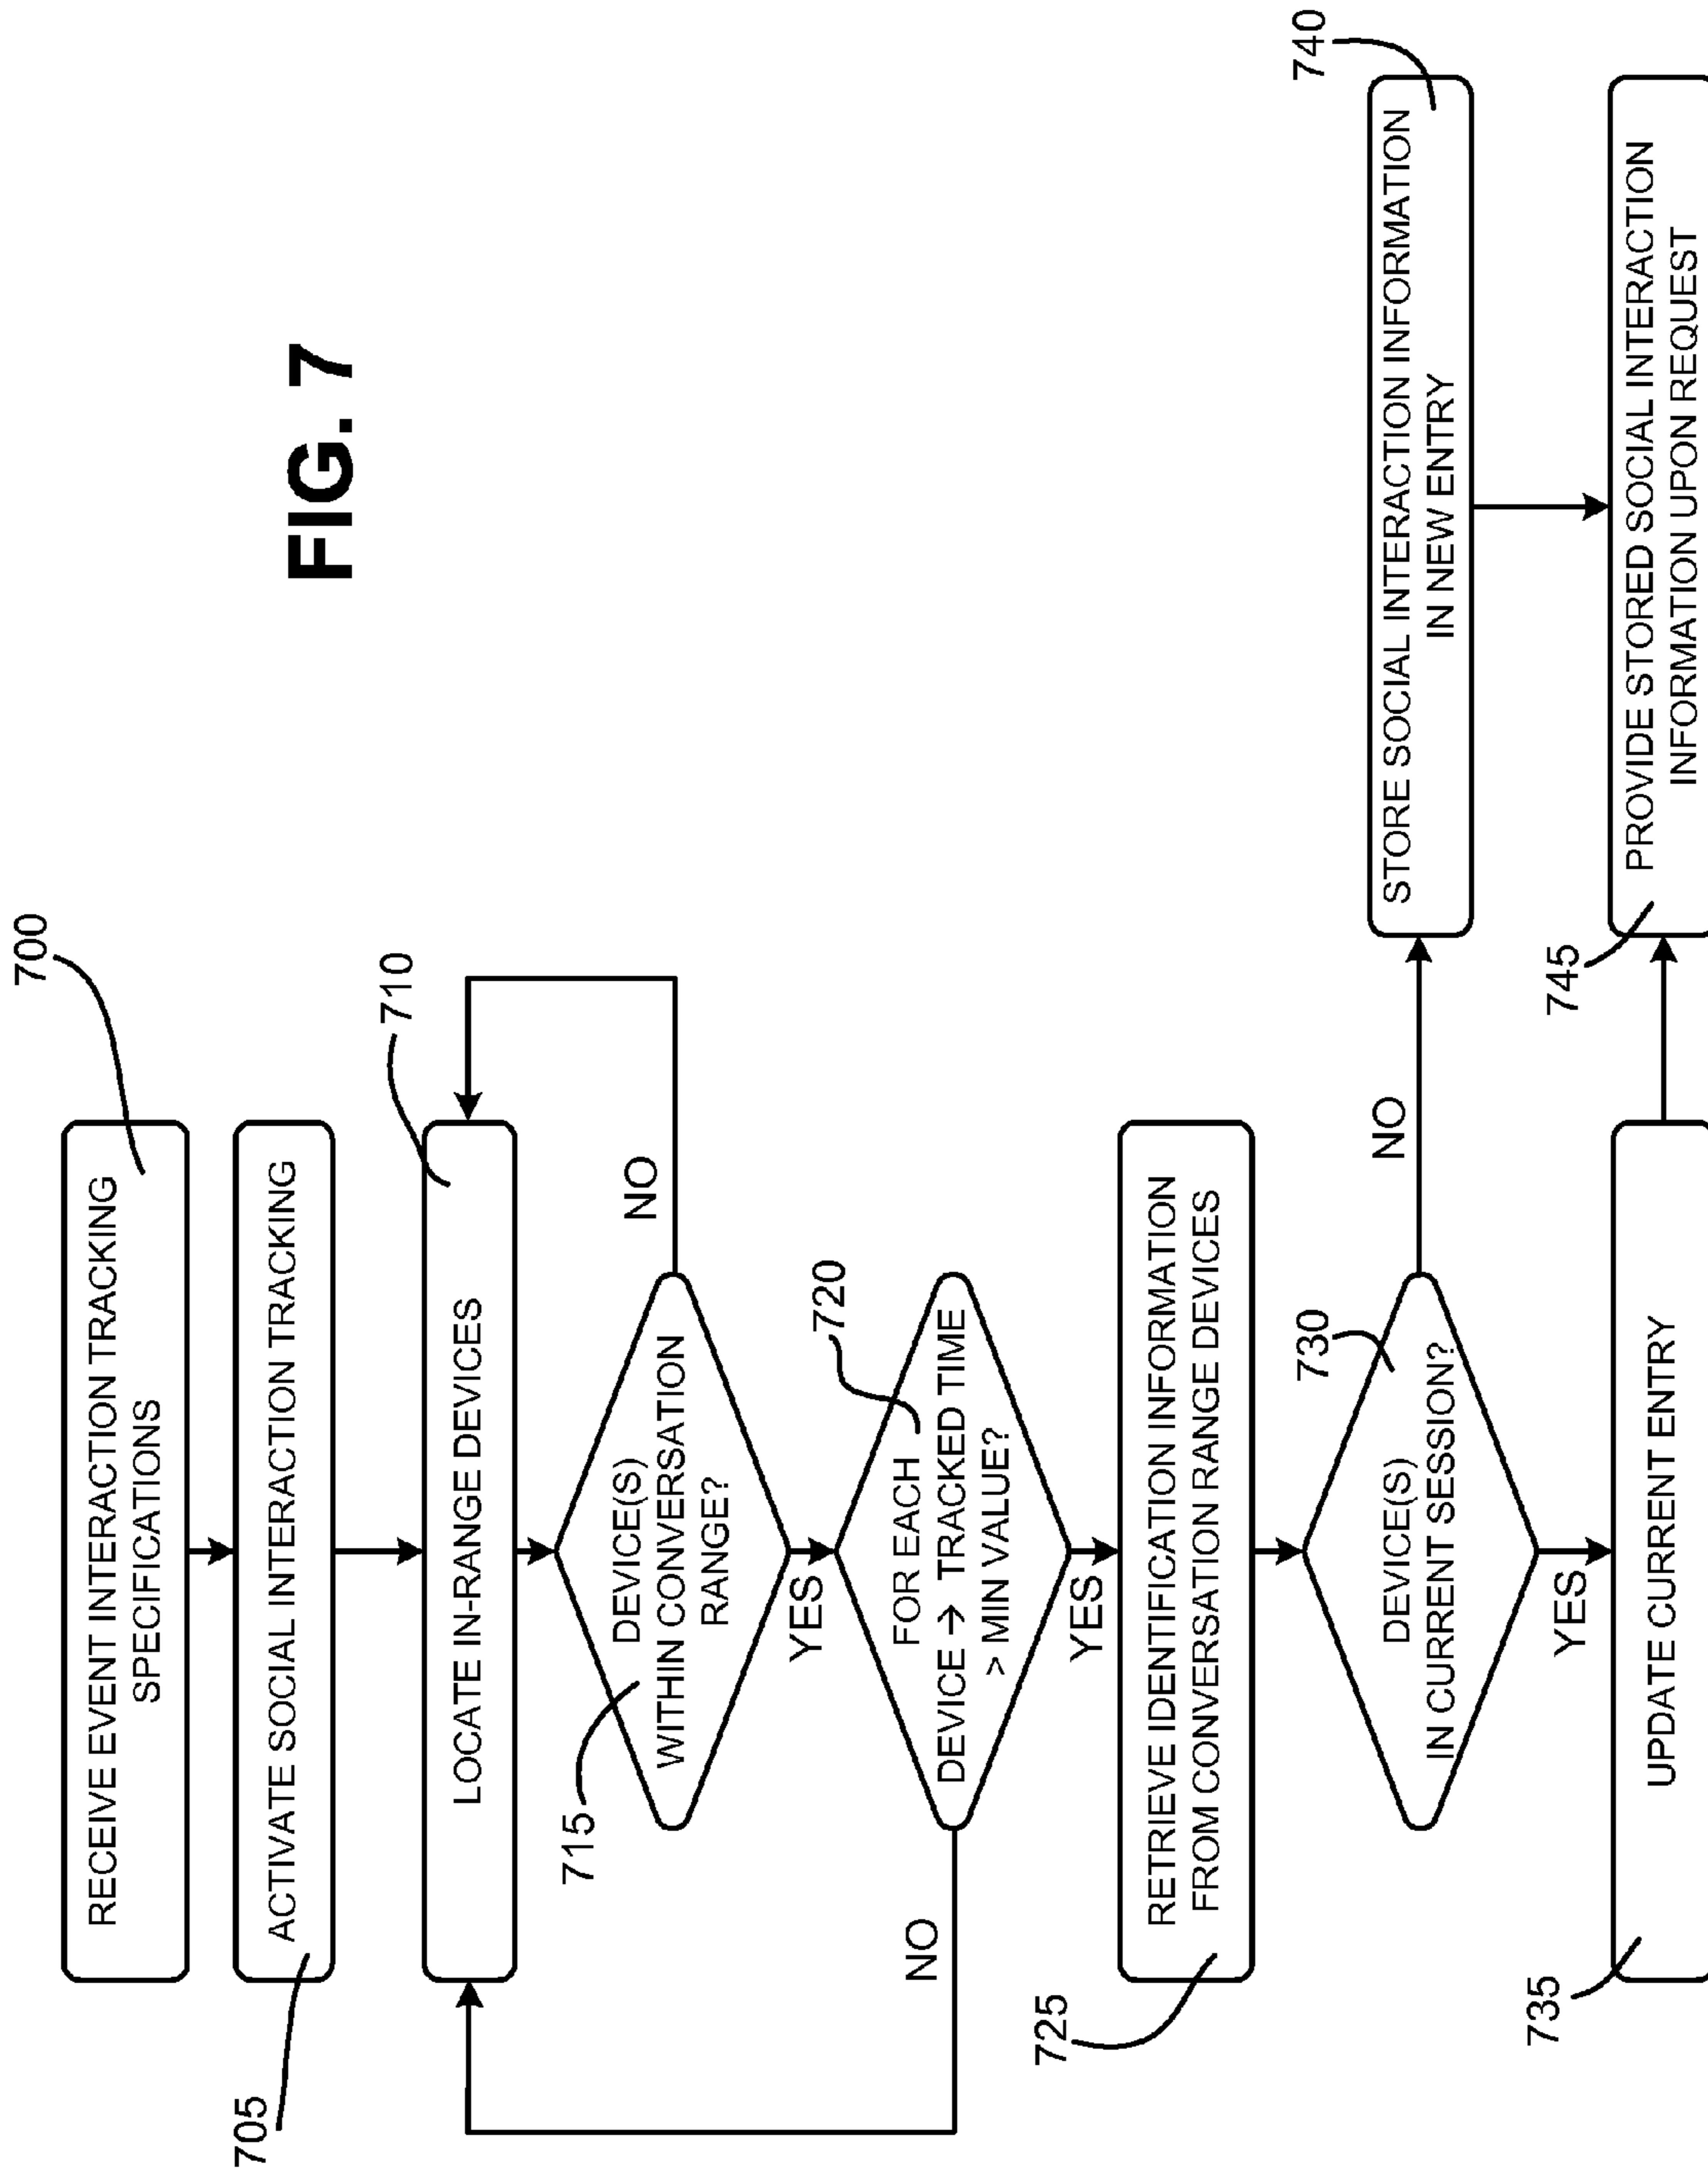 FIG. 7
700
RECEIVE EVENT INTERACTION TRACKING
SPECIFICATIONS
705
ACTIVATE SOCIAL INTERACTION TRACKING
710
LOCATE IN-RANGE DEVICES
715
DEVICE(S)
WITHIN CONVERSATION
RANGE?
NO
YES
720
FOR EACH
DEVICE → TRACKED TIME
> MIN VALUE?
NO
YES
725
RETRIEVE IDENTIFICATION INFORMATION
FROM CONVERSATION RANGE DEVICES
730
DEVICE(S)
IN CURRENT SESSION?
NO
YES
740
STORE SOCIAL INTERACTION INFORMATION
IN NEW ENTRY
735
UPDATE CURRENT ENTRY
745
PROVIDE STORED SOCIAL INTERACTION
INFORMATION UPON REQUEST